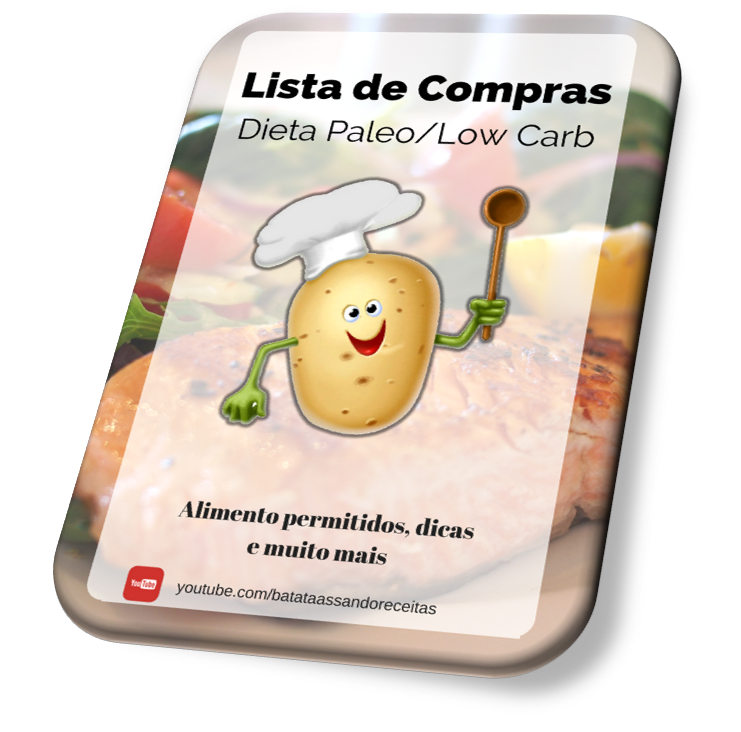 Lista de Compras
Dieta Paleo/Low Carb
Alimento permitidos, dicas
e muito mais
YouTube
youtube.com/batataassandoreceitas